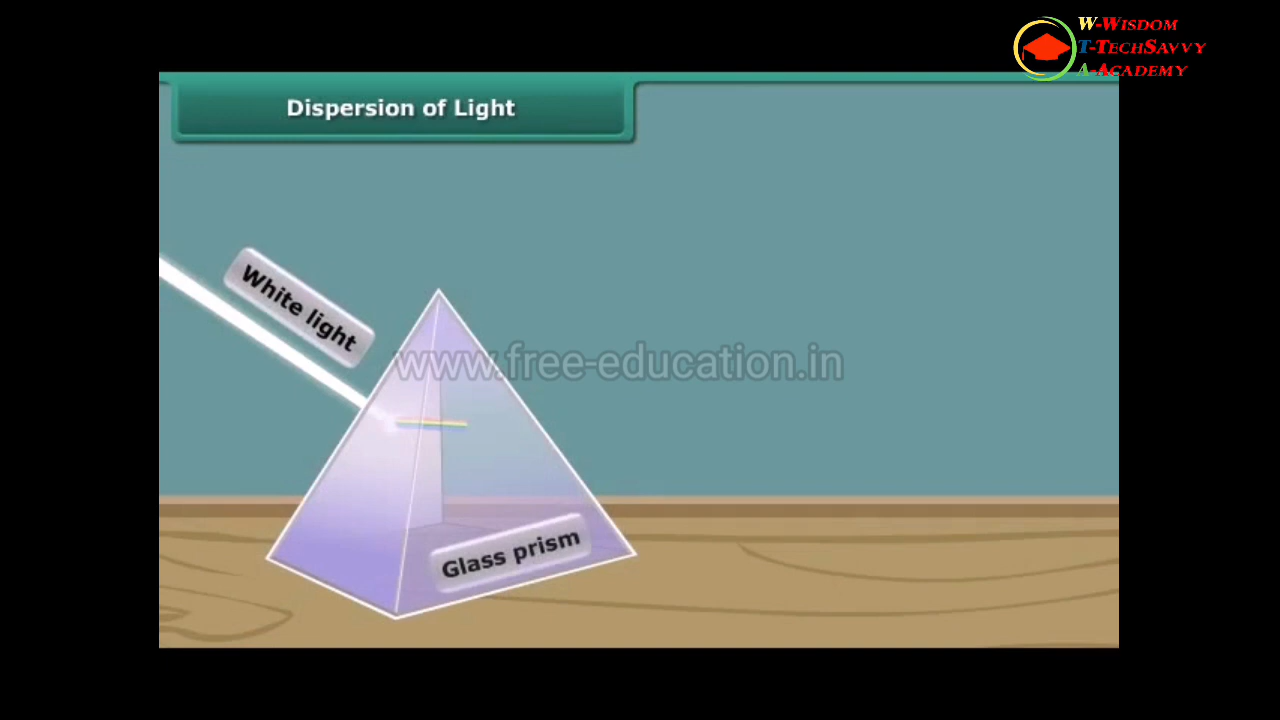 W-Wisdom
T-TechSavvy
A-Academy
Dispersion of Light
White light
www.free-education.in
Glass prism